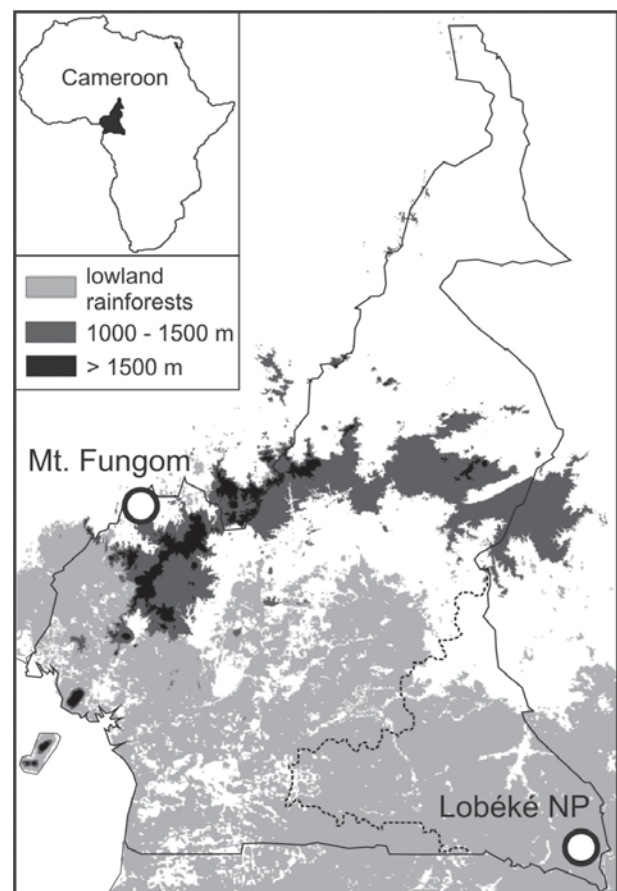 Cameroon
lowland
rainforests
1000 - 1500 m
> 1500 m
Mt. Fungom
Lobéké NP